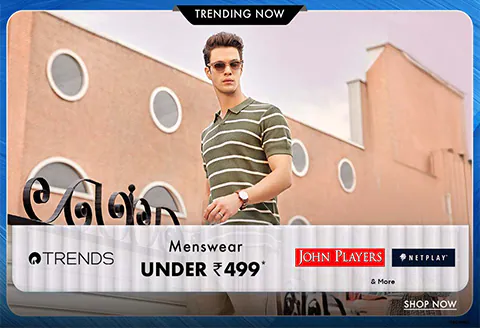 TRENDING NOW
TRENDS
Menswear
UNDER ₹499*
JOHN PLAYERS
NETPLAY
& More
SHOP NOW